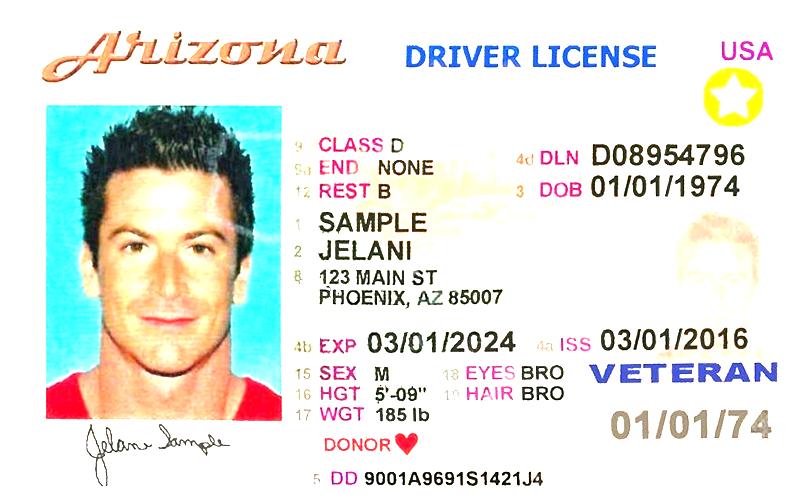 Arizona DRIVER LICENSE USA
9 CLASS D
9a END NONE
12 REST B
4d DLN D08954796
3 DOB 01/01/1974
1 SAMPLE
2 JELANI
8 123 MAIN ST
PHOENIX, AZ 85007
4b EXP 03/01/2024 4a ISS 03/01/2016
15 SEX M 18 EYES BRO VETERAN
16 HGT 5'-09" 19 HAIR BRO
17 WGT 185 lb 01/01/74
DONOR
Jelani Sample
5 DD 9001A9691S1421J4